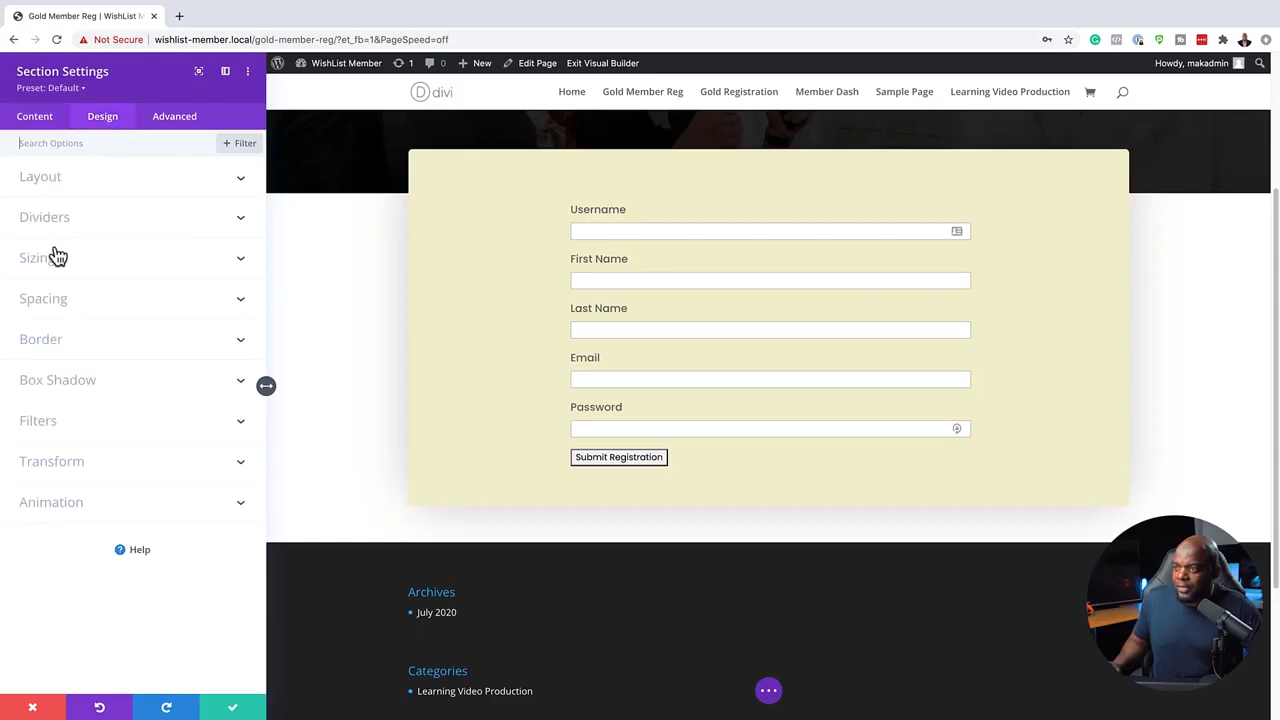 Gold Member Reg | WishList M
Not Secure
wishlist-member.local/gold-member-reg/?et_fb=1&PageSpeed=off
Section Settings
Preset: Default
Content
Design
Advanced
Search Options
+ Filter
Layout
Dividers
Sizing
Spacing
Border
Box Shadow
Filters
Transform
Animation
Help
WishList Member
1
0
New
Edit Page
Exit Visual Builder
Howdy, makadmin
D divi
Home
Gold Member Reg
Gold Registration
Member Dash
Sample Page
Learning Video Production
Username
First Name
Last Name
Email
Password
Submit Registration
Archives
July 2020
Categories
Learning Video Production